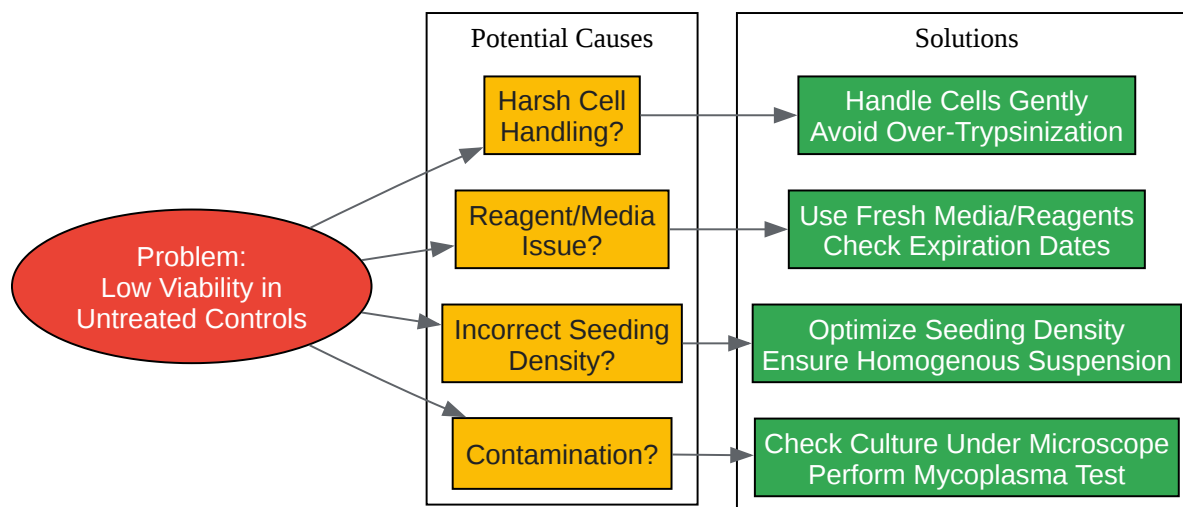 Potential Causes
Solutions
Harsh Cell
Handling?
Handle Cells Gently
Avoid Over-Trypsinization
Reagent/Media
Issue?
Use Fresh Media/Reagents
Check Expiration Dates
Problem:
Low Viability in
Untreated Controls
Incorrect Seeding
Density?
Optimize Seeding Density
Ensure Homogenous Suspension
Contamination?
Check Culture Under Microscope
Perform Mycoplasma Test